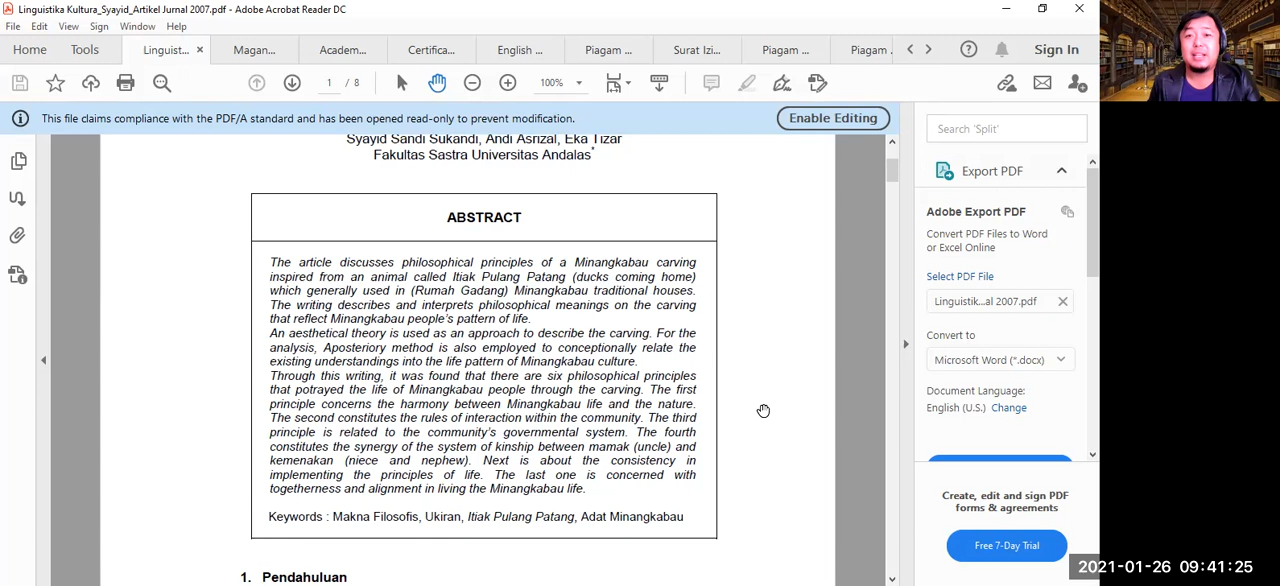 Linguistika Kultura_Syayid_Artikel Jurnal 2007.pdf - Adobe Acrobat Reader DC
File Edit View Sign Window Help
Home Tools Linguist... Magan... Academ... Certifica... English ... Piagam ... Surat Izi... Piagam ... Piagam . Sign In
1 / 8 100%
This file claims compliance with the PDF/A standard and has been opened read-only to prevent modification. Enable Editing
Syayid Sandi Sukandi, Andi Asrizal, Eka Tizar
Fakultas Sastra Universitas Andalas*
ABSTRACT
The article discusses philosophical principles of a Minangkabau carving
inspired from an animal called Itiak Pulang Patang (ducks coming home)
which generally used in (Rumah Gadang) Minangkabau traditional houses.
The writing describes and interprets philosophical meanings on the carving
that reflect Minangkabau people's pattern of life.
An aesthetical theory is used as an approach to describe the carving. For the
analysis, Aposteriory method is also employed to conceptionally relate the
existing understandings into the life pattern of Minangkabau culture.
Through this writing, it was found that there are six philosophical principles
that potrayed the life of Minangkabau people through the carving. The first
principle concerns the harmony between Minangkabau life and the nature.
The second constitutes the rules of interaction within the community. The third
principle is related to the community's governmental system. The fourth
constitutes the synergy of the system of kinship between mamak (uncle) and
kemenakan (niece and nephew). Next is about the consistency in
implementing the principles of life. The last one is concerned with
togetherness and alignment in living the Minangkabau life.
Keywords : Makna Filosofis, Ukiran, Itiak Pulang Patang, Adat Minangkabau
1. Pendahuluan
Search 'Split'
Export PDF
Adobe Export PDF
Convert PDF Files to Word
or Excel Online
Select PDF File
Linguistik...al 2007.pdf
Convert to
Microsoft Word (*.docx)
Document Language:
English (U.S.) Change
Create, edit and sign PDF
forms & agreements
Free 7-Day Trial
2021-01-26 09:41:25